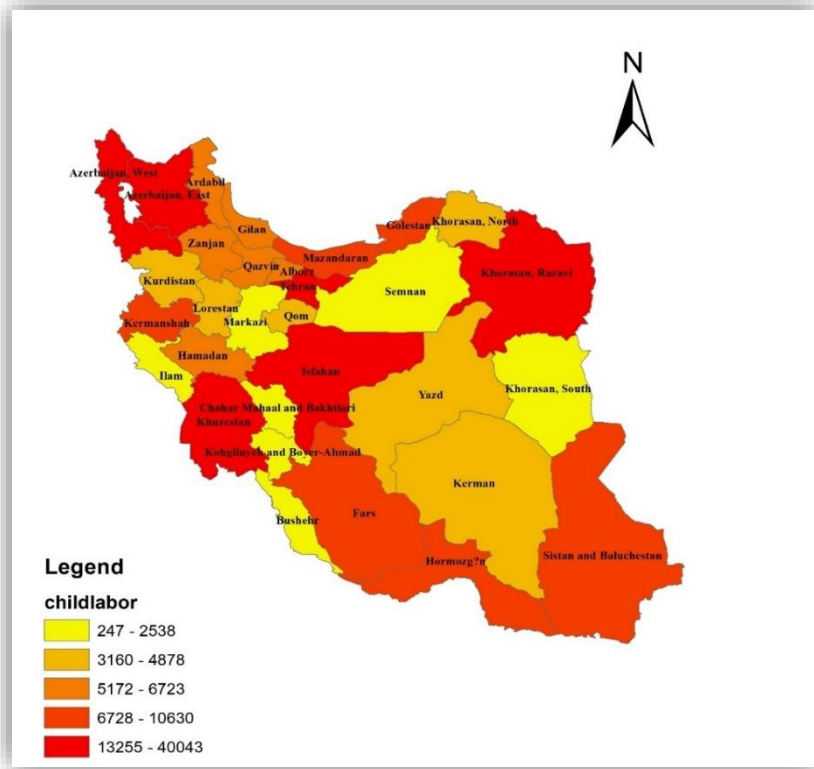 N
Azerbaijan, West
Ardabil
Azerbaijan, East
Golestan
Khorasan, North
Gilan
Zanjan
Mazandaran
Qazvin
Alborz
Khorasan, Razavi
Kurdistan
Tehran
Semnan
Lorestan
Markazi
Qom
Kermanshah
Hamadan
Ilam
Isfahan
Khorasan, South
Yazd
Chahar Mahaal and Bakhtiari
Khuzestan
Kohgiluyeh and Boyer-Ahmad
Kerman
Fars
Bushehr
Sistan and Baluchestan
Hormozg?n
Legend
childlabor
247 - 2538
3160 - 4878
5172 - 6723
6728 - 10630
13255 - 40043